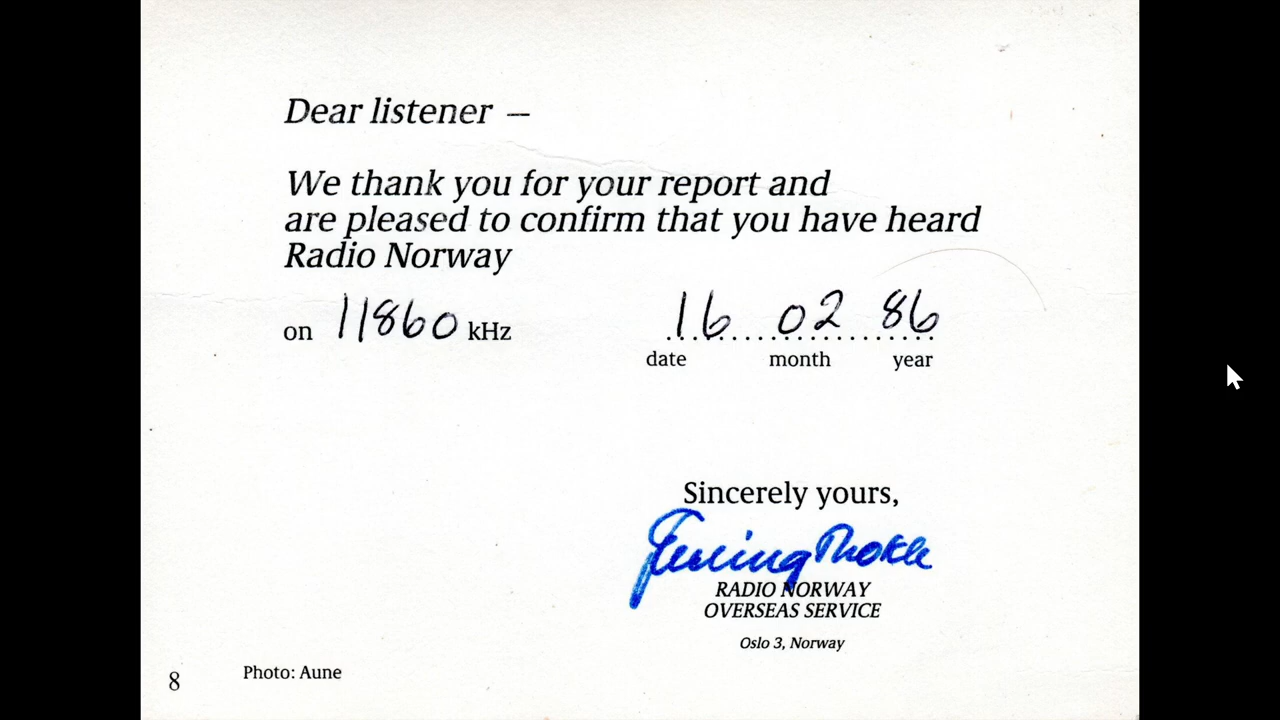 Dear listener —
We thank you for your report and
are pleased to confirm that you have heard
Radio Norway
on 11860 kHz 16 02 86
date month year
Sincerely yours,
RADIO NORWAY
OVERSEAS SERVICE
Oslo 3, Norway
8 Photo: Aune